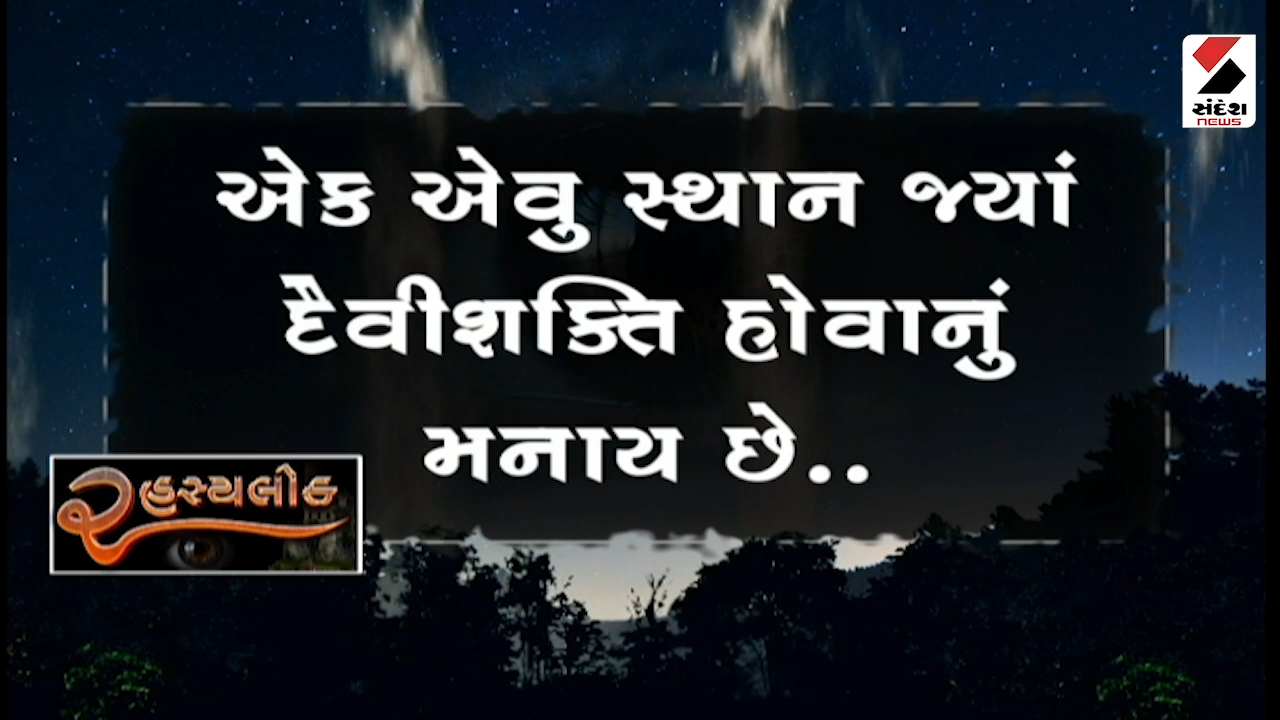 સંદેશ
NEWS
એક એવુ સ્થાન જ્યાં
દૈવીશક્તિ હોવાનું
મનાય છે..
રહસ્યલોક